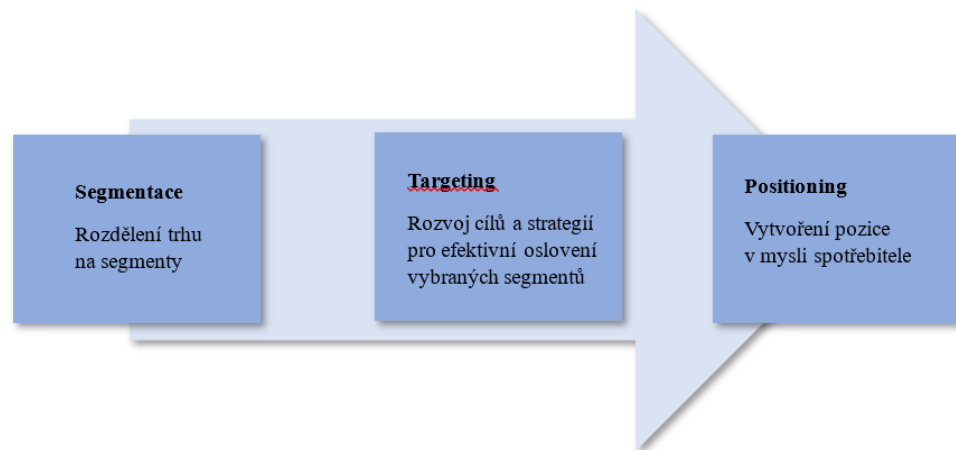 Segmentace
Rozdělení trhu
na segmenty
Targeting
Rozvoj cílů a strategií
pro efektivní oslovení
vybraných segmentů
Positioning
Vytvoření pozice
v mysli spotřebitele